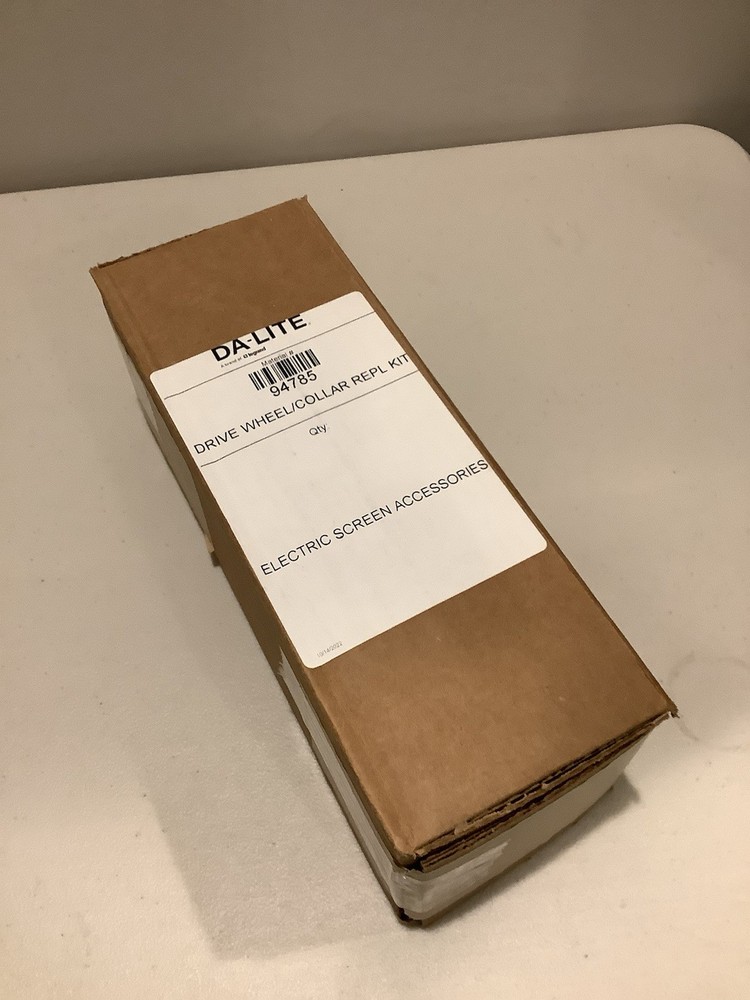 DA-LITE
A brand of legrand
Material #
94785
DRIVE WHEEL/COLLAR REPL KIT
Qty
ELECTRIC SCREEN ACCESSORIES